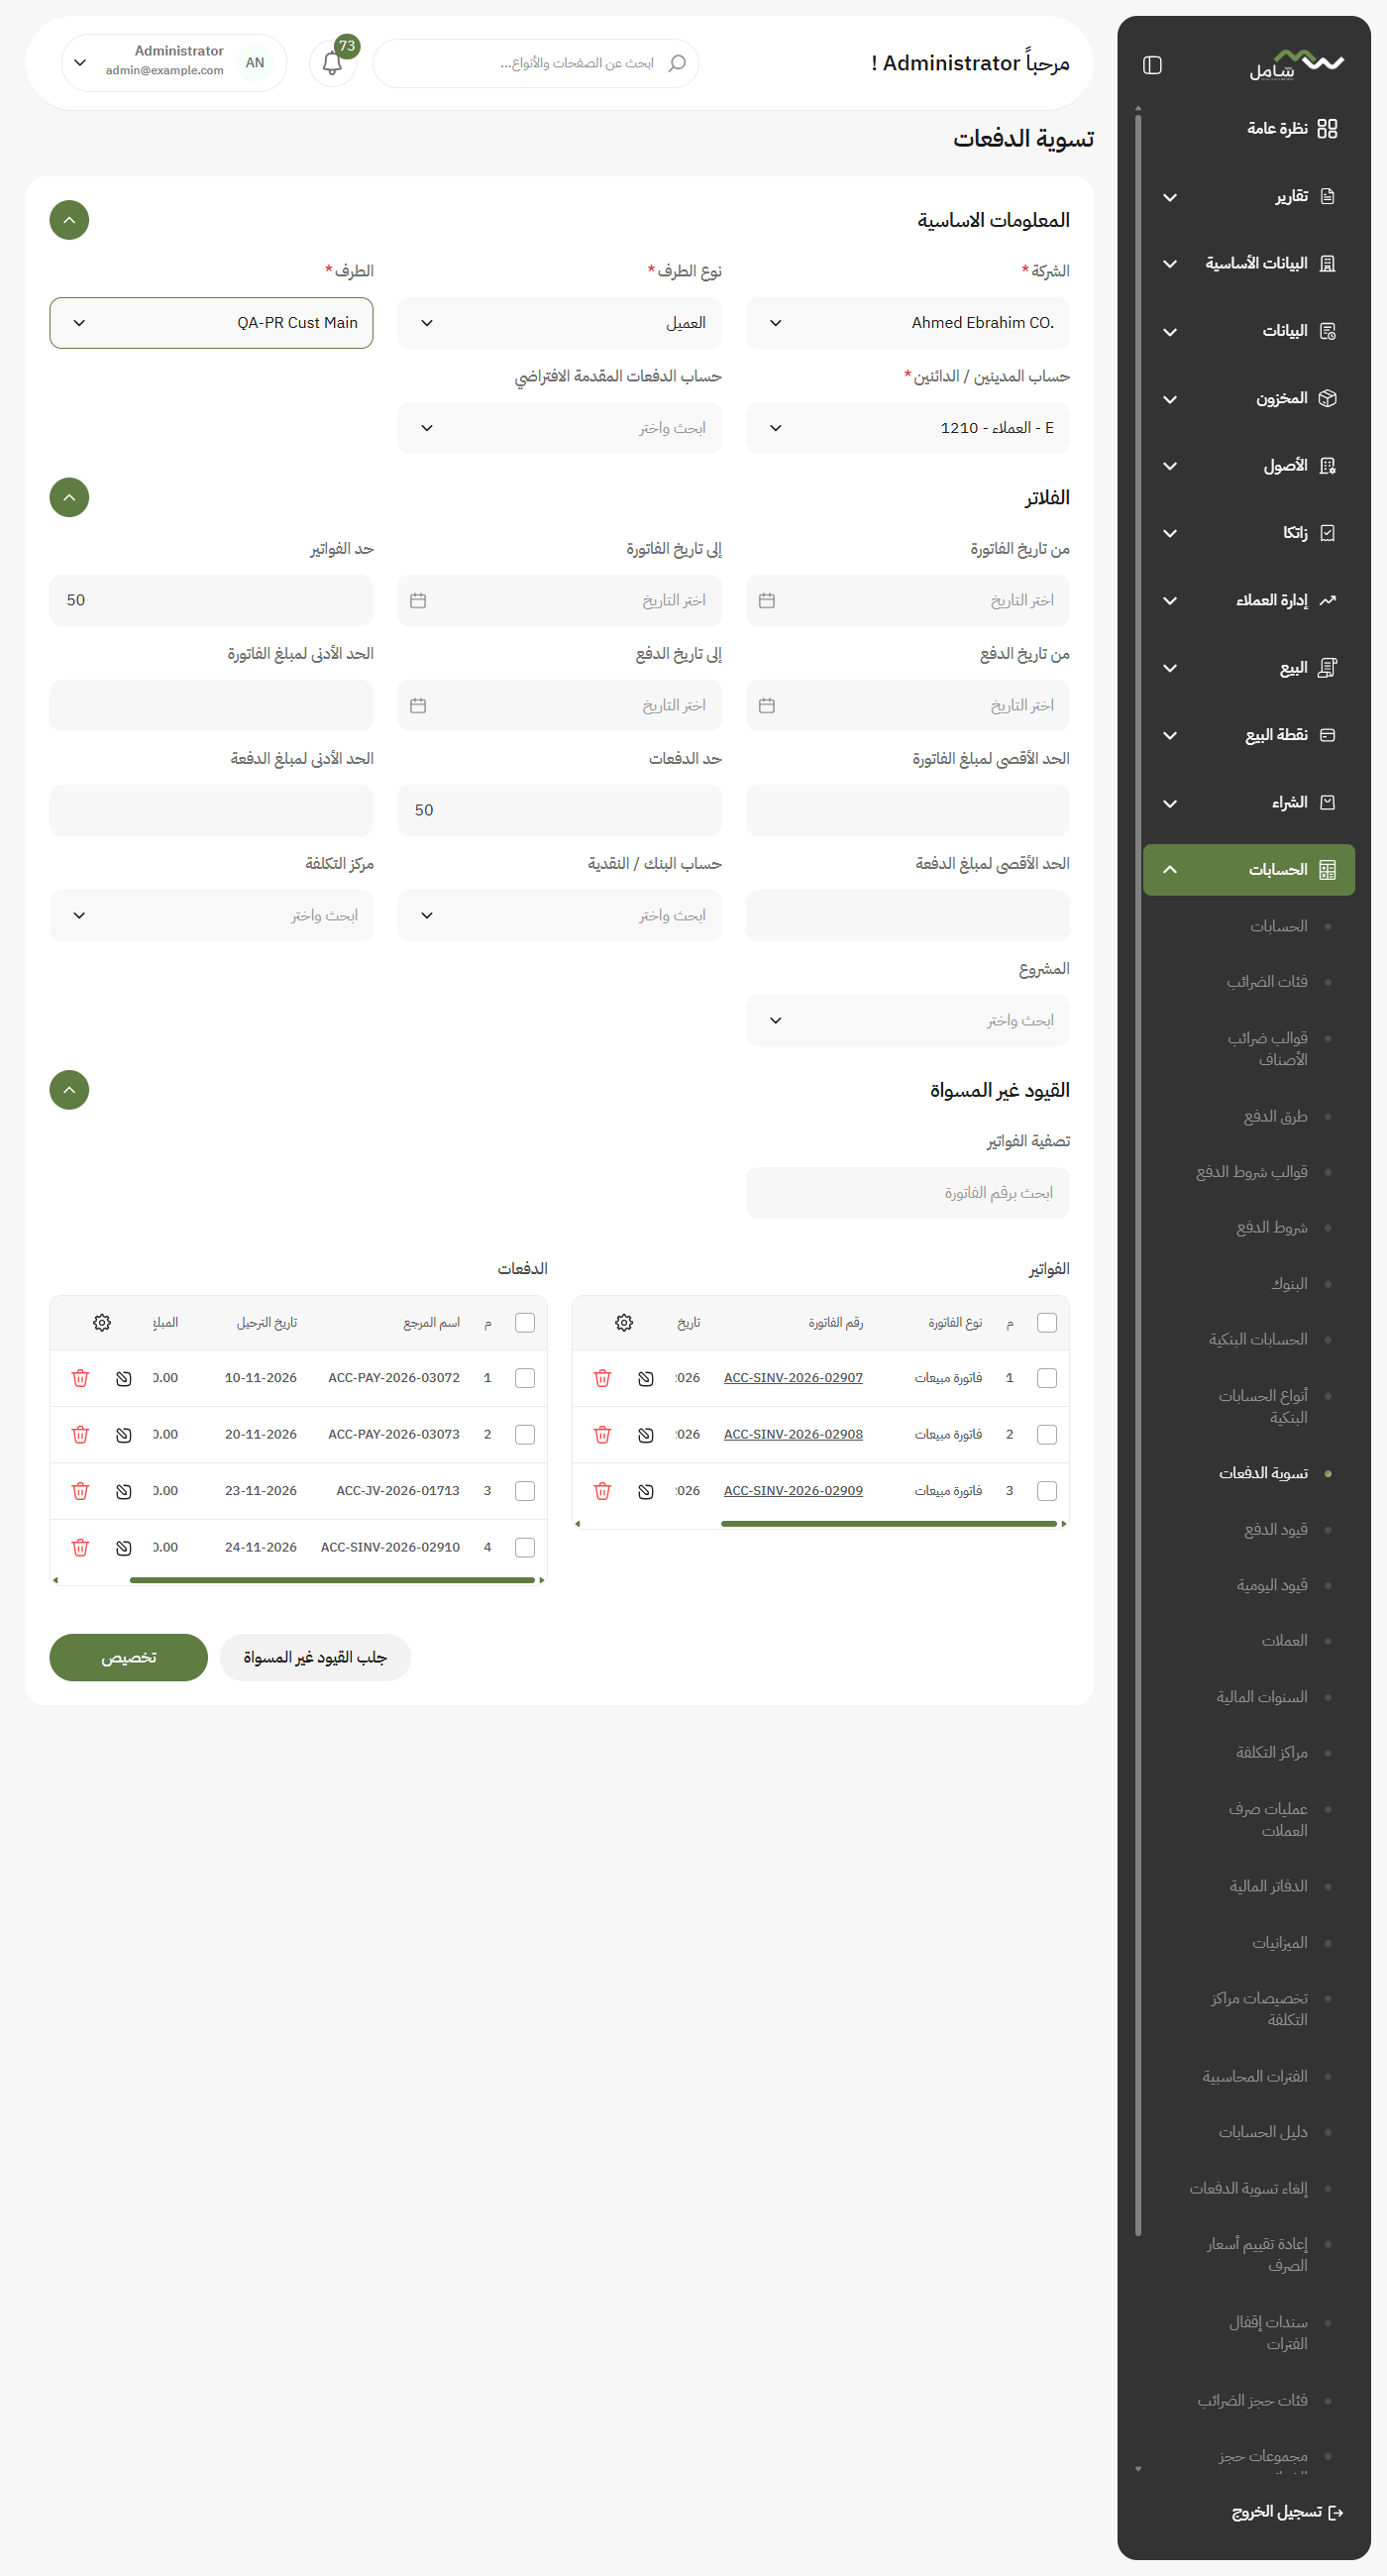 شامل
نظرة عامة
تقارير
البيانات الأساسية
البيانات
المخزون
الأصول
زاتكا
إدارة العملاء
البيع
نقطة البيع
الشراء
الحسابات
الحسابات
فئات الضرائب
قوالب ضرائب
الأصناف
طرق الدفع
قوالب شروط الدفع
شروط الدفع
البنوك
الحسابات البنكية
أنواع الحسابات
البنكية
تسوية الدفعات
قيود الدفع
قيود اليومية
العملات
السنوات المالية
مراكز التكلفة
عمليات صرف
العملات
الدفاتر المالية
الميزانيات
تخصيصات مراكز
التكلفة
الفترات المحاسبية
دليل الحسابات
إلغاء تسوية الدفعات
إعادة تقييم أسعار
الصرف
سندات إقفال
الفترات
فئات حجز الضرائب
مجموعات حجز
تسجيل الخروج
مرحباً Administrator !
ابحث عن الصفحات والأنواع...
73
AN
Administrator
admin@example.com
تسوية الدفعات
المعلومات الاساسية
الشركة * نوع الطرف * الطرف *
Ahmed Ebrahim CO. العميل QA-PR Cust Main
حساب المدينين / الدائنين * حساب الدفعات المقدمة الافتراضي
1210 - العملاء - E ابحث واختر
الفلاتر
من تاريخ الفاتورة إلى تاريخ الفاتورة حد الفواتير
اختر التاريخ اختر التاريخ 50
من تاريخ الدفع إلى تاريخ الدفع الحد الأدنى لمبلغ الفاتورة
اختر التاريخ اختر التاريخ
الحد الأقصى لمبلغ الفاتورة حد الدفعات الحد الأدنى لمبلغ الدفعة
50
الحد الأقصى لمبلغ الدفعة حساب البنك / النقدية مركز التكلفة
ابحث واختر ابحث واختر
المشروع
ابحث واختر
القيود غير المسواة
تصفية الفواتير
ابحث برقم الفاتورة
الفواتير
م نوع الفاتورة رقم الفاتورة تاريخ
1 فاتورة مبيعات ACC-SINV-2026-02907 2026
2 فاتورة مبيعات ACC-SINV-2026-02908 2026
3 فاتورة مبيعات ACC-SINV-2026-02909 2026
الدفعات
م اسم المرجع تاريخ الترحيل المبلغ
1 ACC-PAY-2026-03072 10-11-2026 0.00
2 ACC-PAY-2026-03073 20-11-2026 0.00
3 ACC-JV-2026-01713 23-11-2026 0.00
4 ACC-SINV-2026-02910 24-11-2026 0.00
جلب القيود غير المسواة
تخصيص